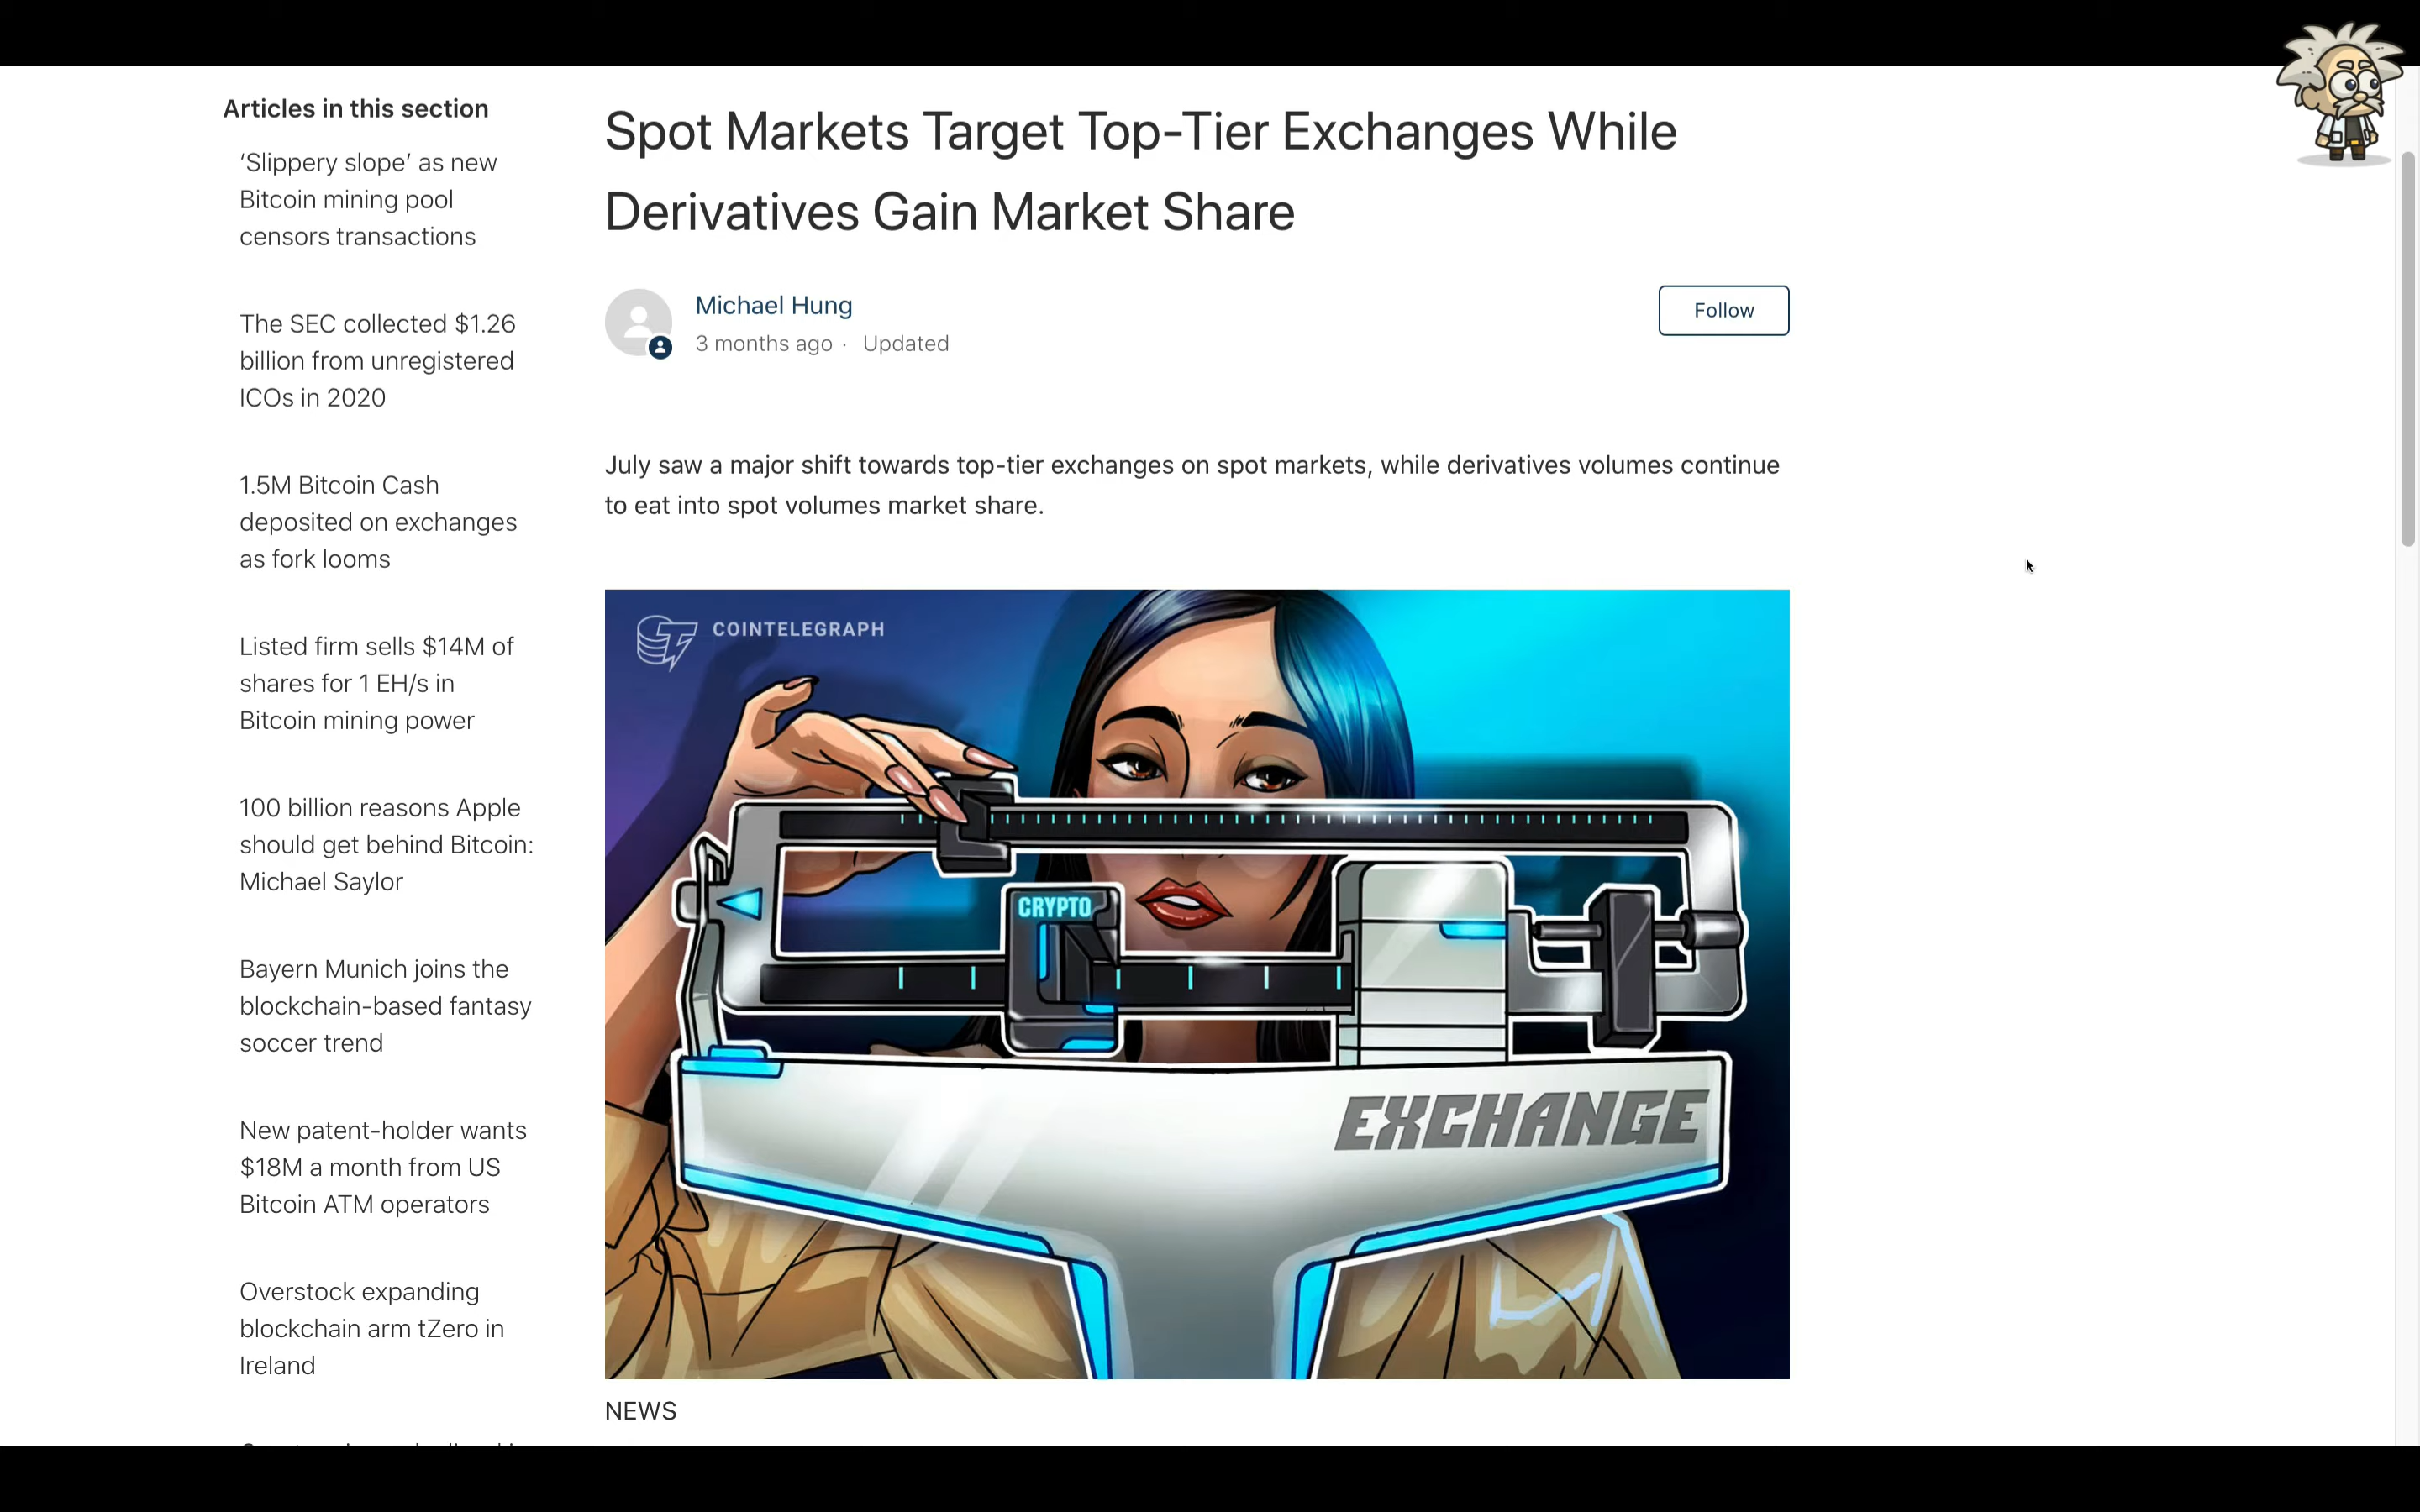 Articles in this section
‘Slippery slope’ as new
Bitcoin mining pool
censors transactions
The SEC collected $1.26
billion from unregistered
ICOs in 2020
1.5M Bitcoin Cash
deposited on exchanges
as fork looms
Listed firm sells $14M of
shares for 1 EH/s in
Bitcoin mining power
100 billion reasons Apple
should get behind Bitcoin:
Michael Saylor
Bayern Munich joins the
blockchain-based fantasy
soccer trend
New patent-holder wants
$18M a month from US
Bitcoin ATM operators
Overstock expanding
blockchain arm tZero in
Ireland
Spot Markets Target Top-Tier Exchanges While
Derivatives Gain Market Share
Michael Hung
3 months ago · Updated
Follow
July saw a major shift towards top-tier exchanges on spot markets, while derivatives volumes continue
to eat into spot volumes market share.
COINTELEGRAPH
CRYPTO
EXCHANGE
NEWS